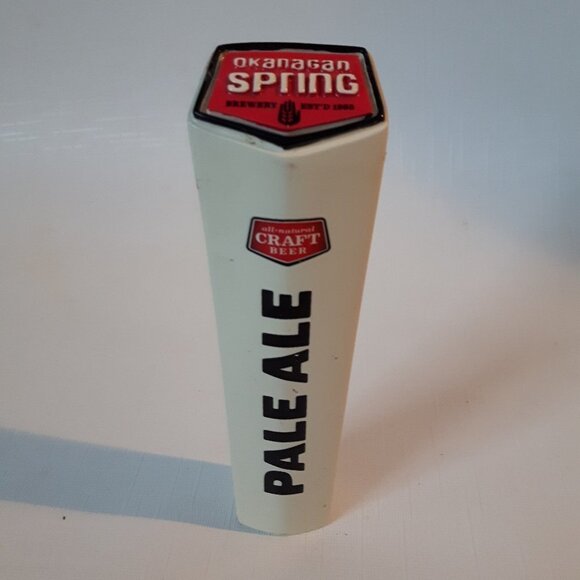 OKANAGAN
SPRING
BREWERY EST'D 1985
all-natural
CRAFT
BEER
PALE ALE